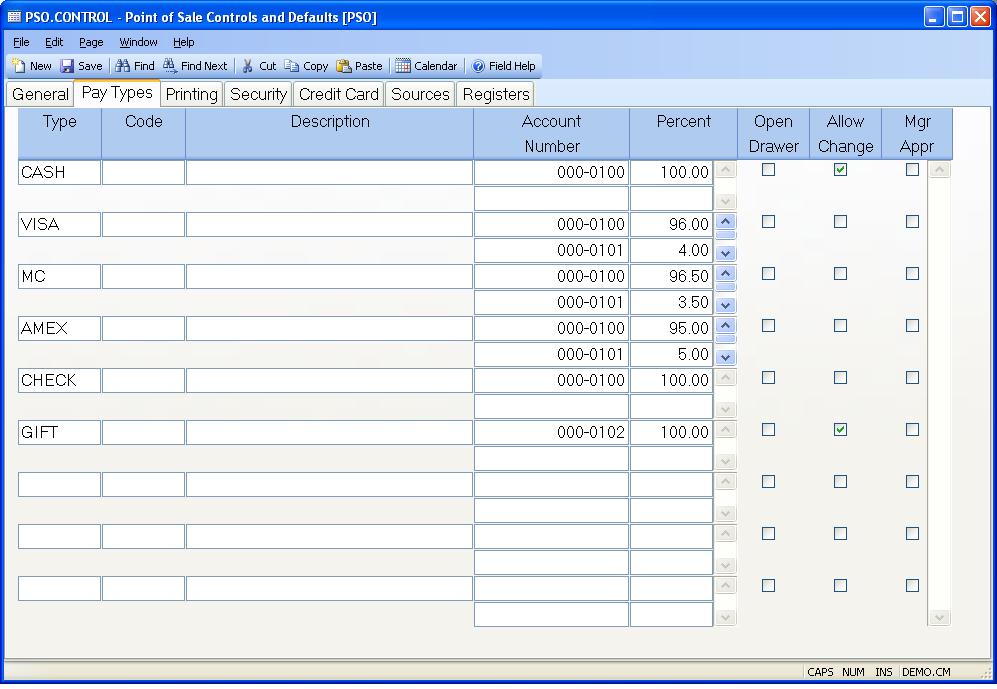 PSO.CONTROL - Point of Sale Controls and Defaults [PSO]
File Edit Page Window Help
New Save Find Find Next Cut Copy Paste Calendar Field Help
General Pay Types Printing Security Credit Card Sources Registers
Type Code Description Account Number Percent Open Drawer Allow Change Mgr Appr
CASH 000-0100 100.00
VISA 000-0100 96.00
000-0101 4.00
MC 000-0100 96.50
000-0101 3.50
AMEX 000-0100 95.00
000-0101 5.00
CHECK 000-0100 100.00
GIFT 000-0102 100.00
CAPS NUM INS DEMO.CM